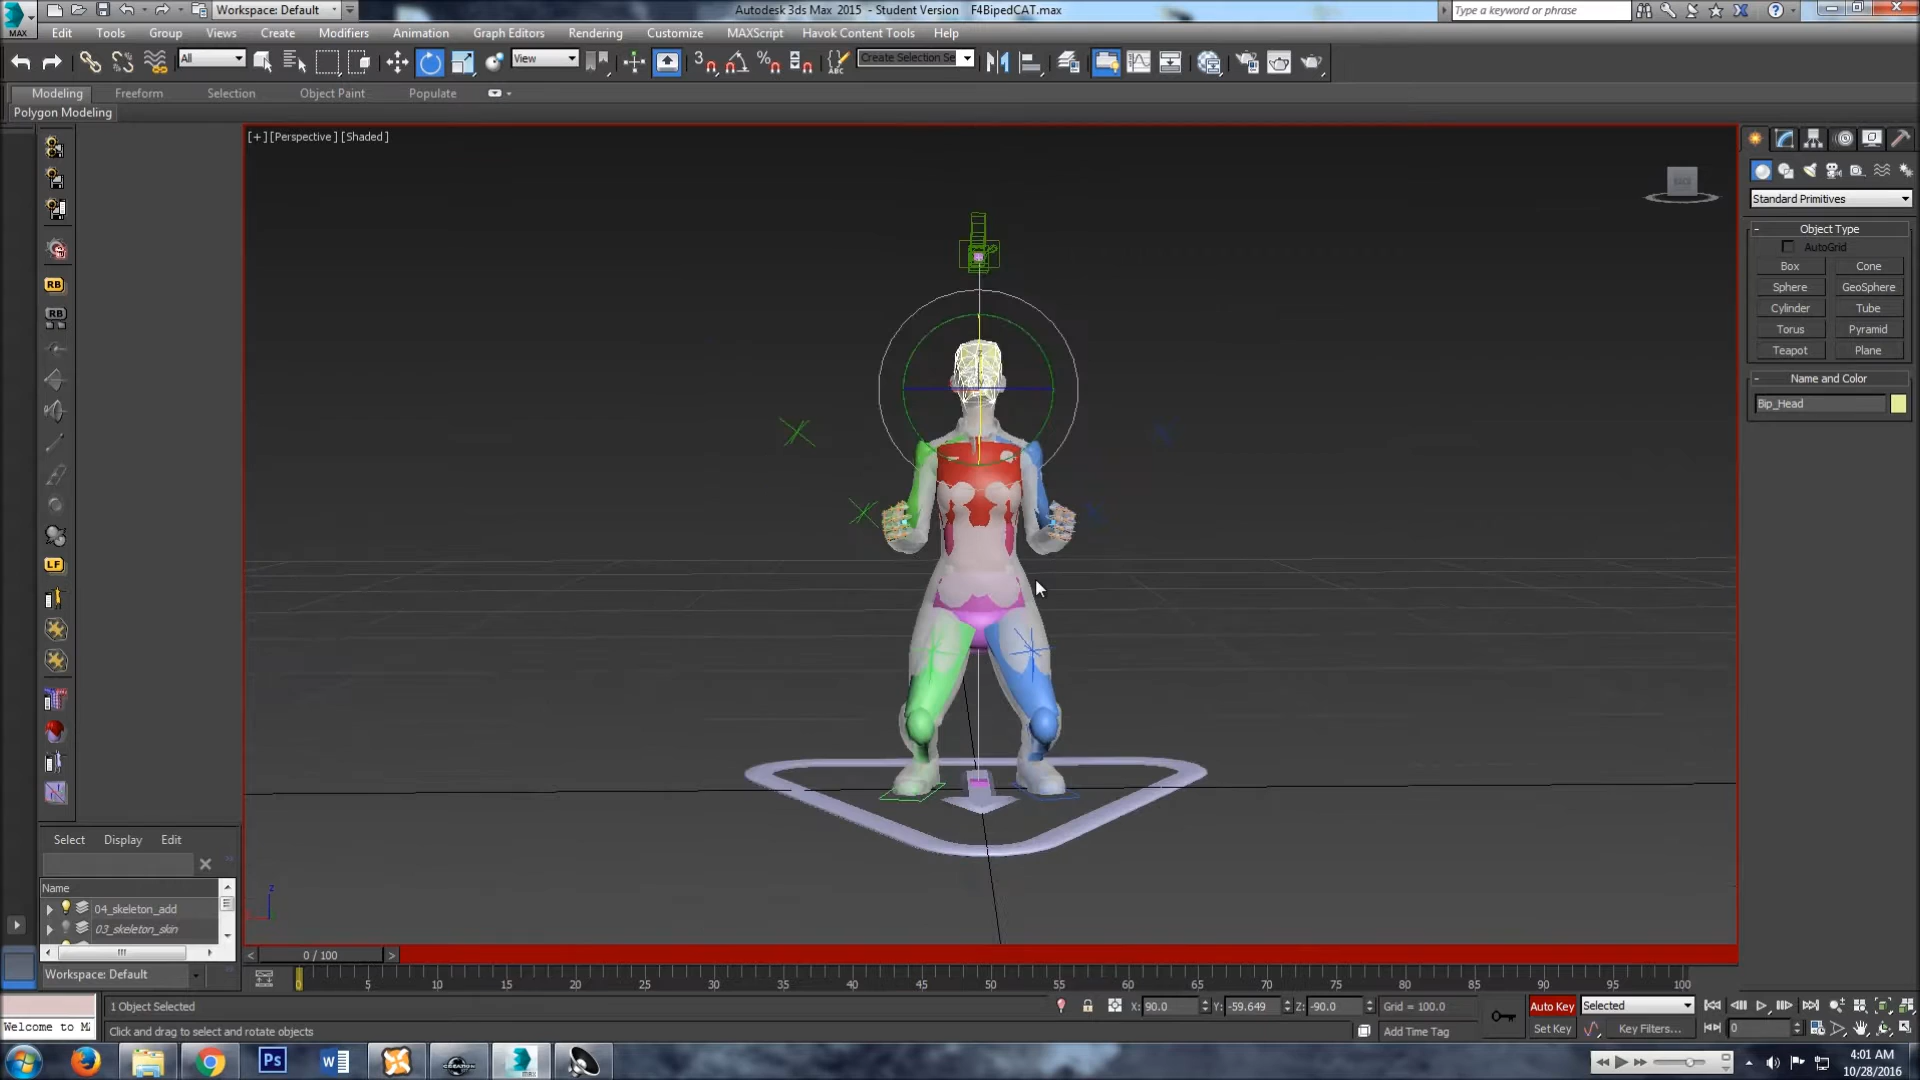 MAX
Workspace: Default
Autodesk 3ds Max 2015 - Student Version F4BipedCAT.max
Type a keyword or phrase
Edit Tools Group Views Create Modifiers Animation Graph Editors Rendering Customize MAXScript Havok Content Tools Help
All View Create Selection Se
Modeling Freeform Selection Object Paint Populate
Polygon Modeling
[+] [Perspective] [Shaded]
Standard Primitives
Object Type
AutoGrid
Box Cone
Sphere GeoSphere
Cylinder Tube
Torus Pyramid
Teapot Plane
Name and Color
Bip_Head
RB
RB
LF
Select Display Edit
Name
04_skeleton_add
03_skeleton_skin
Workspace: Default
< 0 / 100 >
0 5 10 15 20 25 30 35 40 45 50 55 60 65 70 75 80 85 90 95 100
1 Object Selected
X: 90.0 Y: -59.649 Z: -90.0 Grid = 100.0
Auto Key Selected
Welcome to M
Click and drag to select and rotate objects
Add Time Tag
Set Key Key Filters... 0
Ps
4:01 AM
10/28/2016